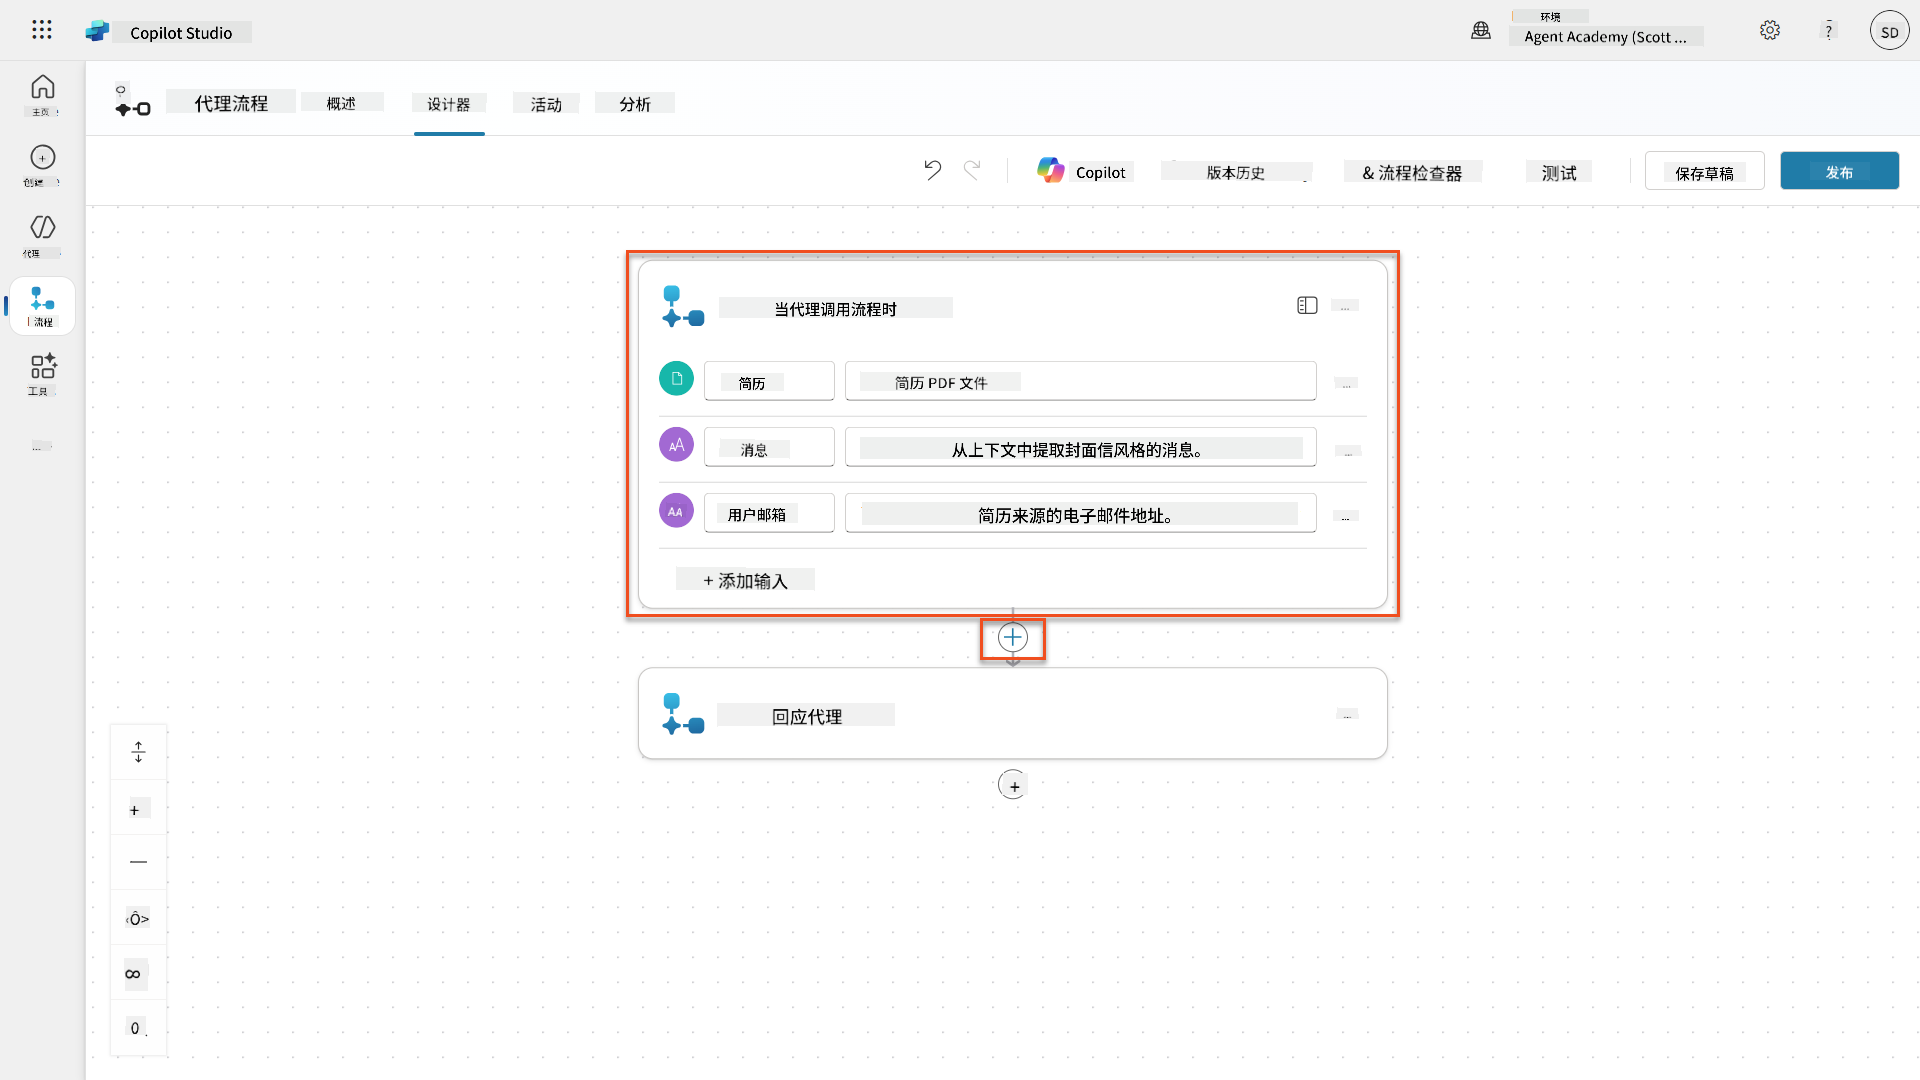 Copilot Studio
环境
Agent Academy (Scott ...
?
SD
主页
创建
代理
流程
工具
...
代理流程
概述
设计器
活动
分析
Copilot
版本历史
& 流程检查器
测试
保存草稿
发布
当代理调用流程时
...
简历
简历 PDF 文件
...
消息
从上下文中提取封面信风格的消息。
...
用户邮箱
简历来源的电子邮件地址。
...
+ 添加输入
回应代理
...